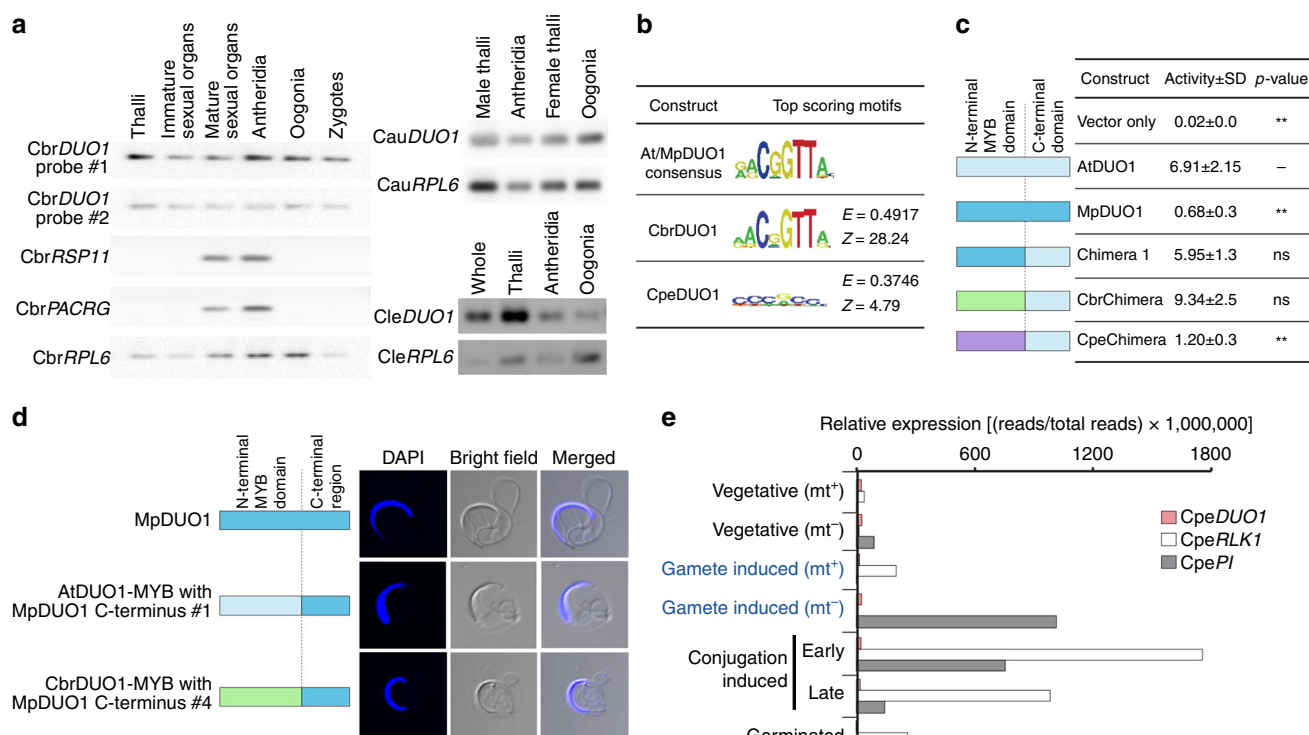 a
Thalli
Immature
sexual organs
Mature
sexual organs
Antheridia
Oogonia
Zygotes
CbrDUO1
probe #1
CbrDUO1
probe #2
CbrRSP11
CbrPACRG
CbrRPL6
Male thalli
Antheridia
Female thalli
Oogonia
CauDUO1
CauRPL6
Whole
Thalli
Antheridia
Oogonia
CleDUO1
CleRPL6
b
Construct Top scoring motifs
At/MpDUO1
consensus
CbrDUO1
E = 0.4917
Z = 28.24
CpeDUO1
E = 0.3746
Z = 4.79
c
N-terminal
MYB
domain
C-terminal
domain
Construct Activity±SD p-value
Vector only 0.02±0.0 **
AtDUO1 6.91±2.15 –
MpDUO1 0.68±0.3 **
Chimera 1 5.95±1.3 ns
CbrChimera 9.34±2.5 ns
CpeChimera 1.20±0.3 **
d
N-terminal
MYB
domain
C-terminal
region
DAPI Bright field Merged
MpDUO1
AtDUO1-MYB with
MpDUO1 C-terminus #1
CbrDUO1-MYB with
MpDUO1 C-terminus #4
e
Relative expression [(reads/total reads) × 1,000,000]
0 600 1200 1800
Vegetative (mt+)
Vegetative (mt−)
Gamete induced (mt+)
Gamete induced (mt−)
Conjugation
induced
Early
Late
Germinated
CpeDUO1
CpeRLK1
CpePI